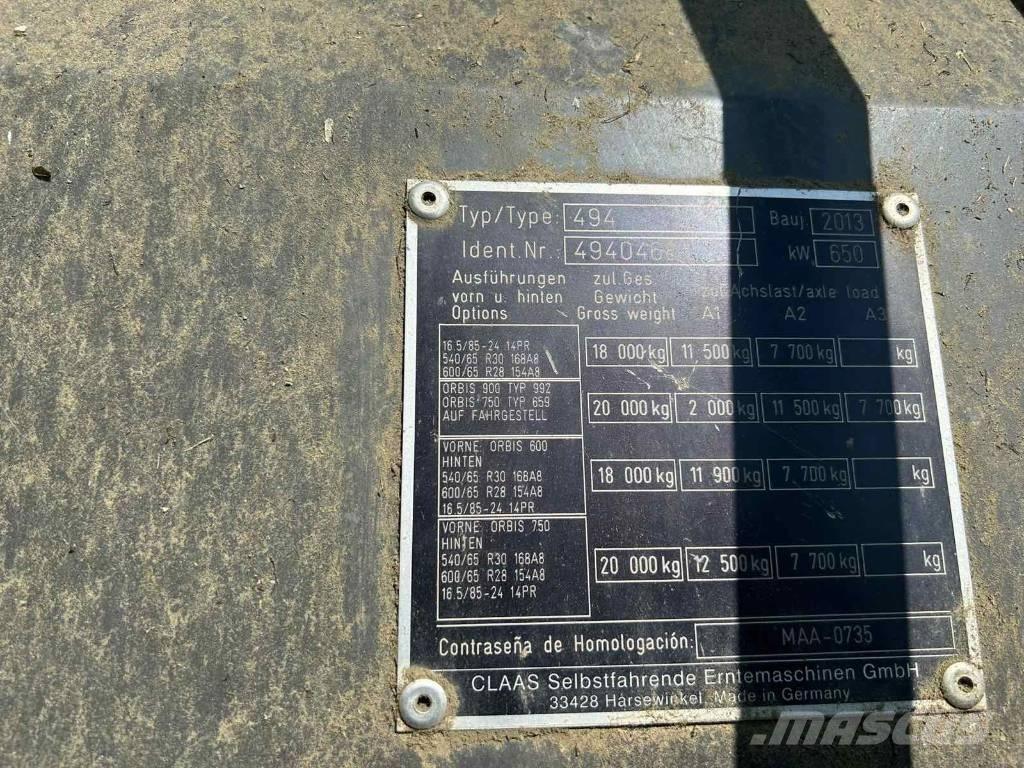 Typ/Type: 494 Bauj. 2013
Ident.Nr.: 494046 kW 650
Ausführungen zul.Ges. zul.Achslast/axle load
vorn u. hinten Gewicht
Options Gross weight A1 A2 A3
16.5/85-24 14PR
540/65 R30 168A8
600/65 R28 154A8
18 000 kg 11 500 kg 7 700 kg kg
ORBIS 900 TYP 992
ORBIS 750 TYP 659
AUF FAHRGESTELL
20 000 kg 2 000 kg 11 500 kg 7 700 kg
VORNE: ORBIS 600
HINTEN
540/65 R30 168A8
600/65 R28 154A8
16.5/85-24 14PR
18 000 kg 11 900 kg 7 700 kg kg
VORNE: ORBIS 750
HINTEN
540/65 R30 168A8
600/65 R28 154A8
16.5/85-24 14PR
20 000 kg 12 500 kg 7 700 kg kg
Contraseña de Homologación: MAA-0735
CLAAS Selbstfahrende Erntemaschinen GmbH
33428 Harsewinkel, Made in Germany
MASCUS